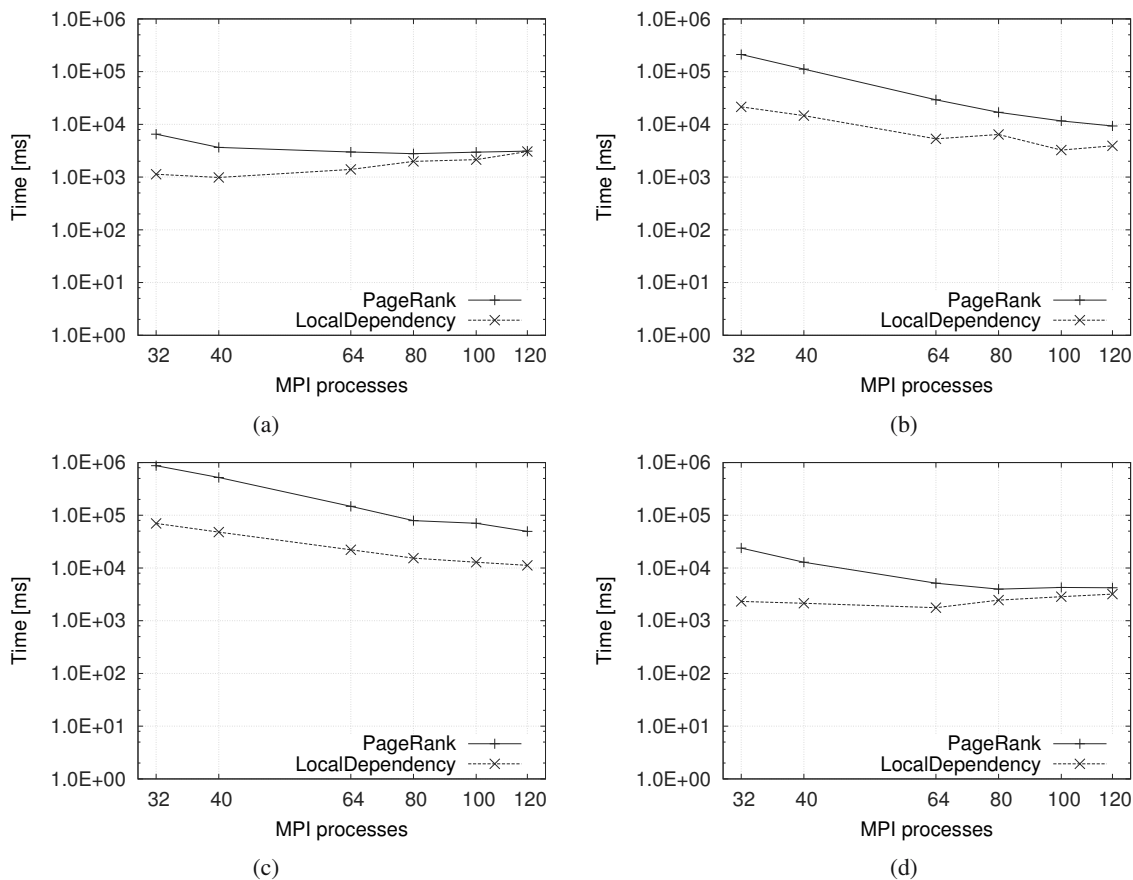 1.0E+06
1.0E+05
1.0E+04
1.0E+03
1.0E+02
1.0E+01
1.0E+00
Time [ms]
PageRank
LocalDependency
32 40 64 80 100 120
MPI processes
(a)
1.0E+06
1.0E+05
1.0E+04
1.0E+03
1.0E+02
1.0E+01
1.0E+00
Time [ms]
PageRank
LocalDependency
32 40 64 80 100 120
MPI processes
(b)
1.0E+06
1.0E+05
1.0E+04
1.0E+03
1.0E+02
1.0E+01
1.0E+00
Time [ms]
PageRank
LocalDependency
32 40 64 80 100 120
MPI processes
(c)
1.0E+06
1.0E+05
1.0E+04
1.0E+03
1.0E+02
1.0E+01
1.0E+00
Time [ms]
PageRank
LocalDependency
32 40 64 80 100 120
MPI processes
(d)